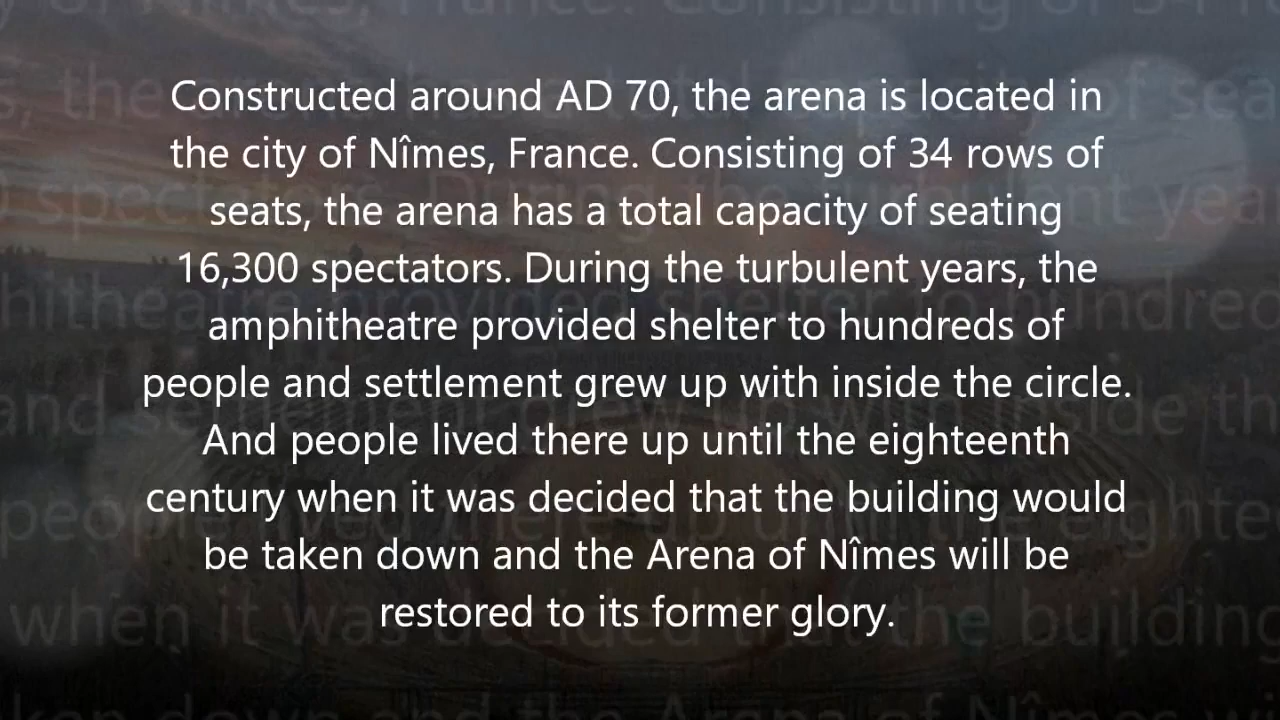 Constructed around AD 70, the arena is located in
the city of Nîmes, France. Consisting of 34 rows of
seats, the arena has a total capacity of seating
16,300 spectators. During the turbulent years, the
amphitheatre provided shelter to hundreds of
people and settlement grew up with inside the circle.
And people lived there up until the eighteenth
century when it was decided that the building would
be taken down and the Arena of Nîmes will be
restored to its former glory.